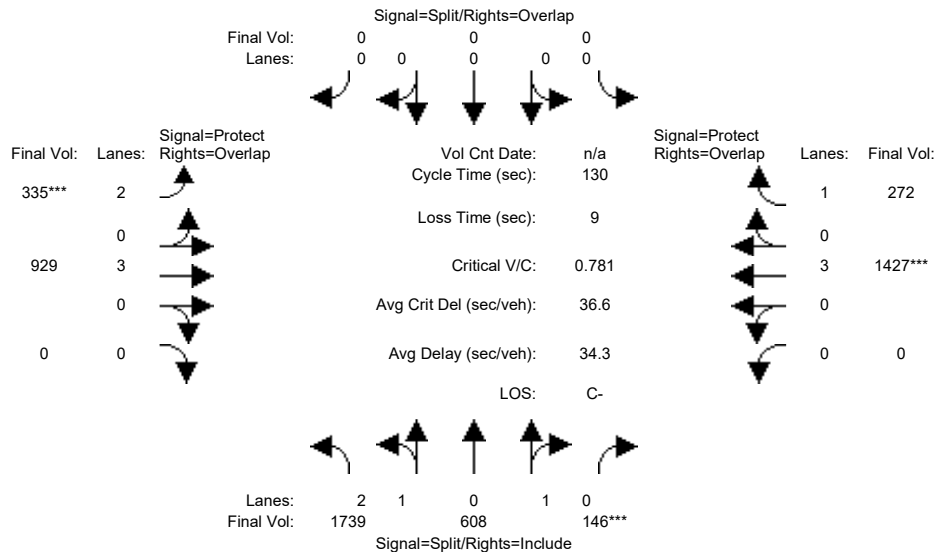 Signal=Split/Rights=Overlap
Final Vol: 0 0 0
Lanes: 0 0 0 0 0
Signal=Protect Signal=Protect
Final Vol: Lanes: Rights=Overlap Vol Cnt Date: n/a Rights=Overlap Lanes: Final Vol:
Cycle Time (sec): 130
335*** 2 1 272
Loss Time (sec): 9
0 0
929 3 Critical V/C: 0.781 3 1427***
0 Avg Crit Del (sec/veh): 36.6 0
0 0 Avg Delay (sec/veh): 34.3 0 0
LOS: C-
Lanes: 2 1 0 1 0
Final Vol: 1739 608 146***
Signal=Split/Rights=Include